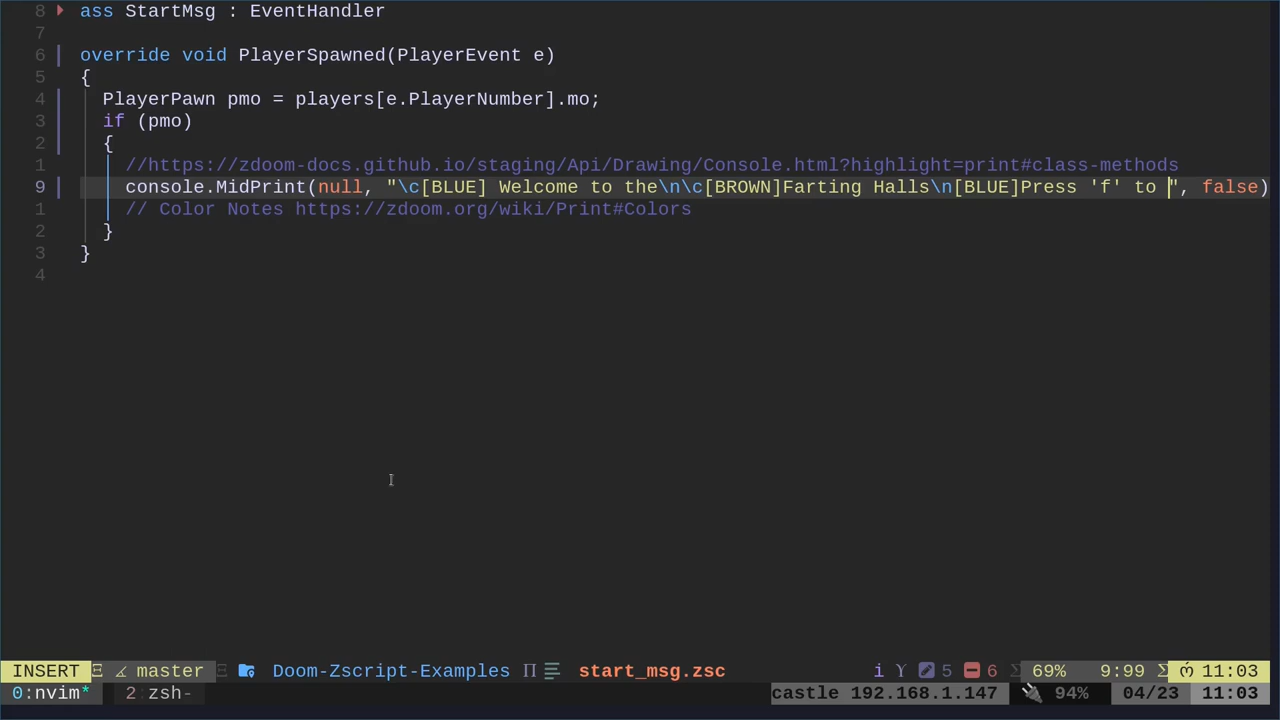 8 ass StartMsg : EventHandler
7
6 override void PlayerSpawned(PlayerEvent e)
5 {
4 PlayerPawn pmo = players[e.PlayerNumber].mo;
3 if (pmo)
2 {
1 //https://zdoom-docs.github.io/staging/Api/Drawing/Console.html?highlight=print#class-methods
9 console.MidPrint(null, "\c[BLUE] Welcome to the\n\c[BROWN]Farting Halls\n[BLUE]Press 'f' to ", false)
1 // Color Notes https://zdoom.org/wiki/Print#Colors
2 }
3 }
4
INSERT master Doom-Zscript-Examples start_msg.zsc i 5 6 69% 9:99 11:03
0:nvim* 2:zsh- castle 192.168.1.147 94% 04/23 11:03